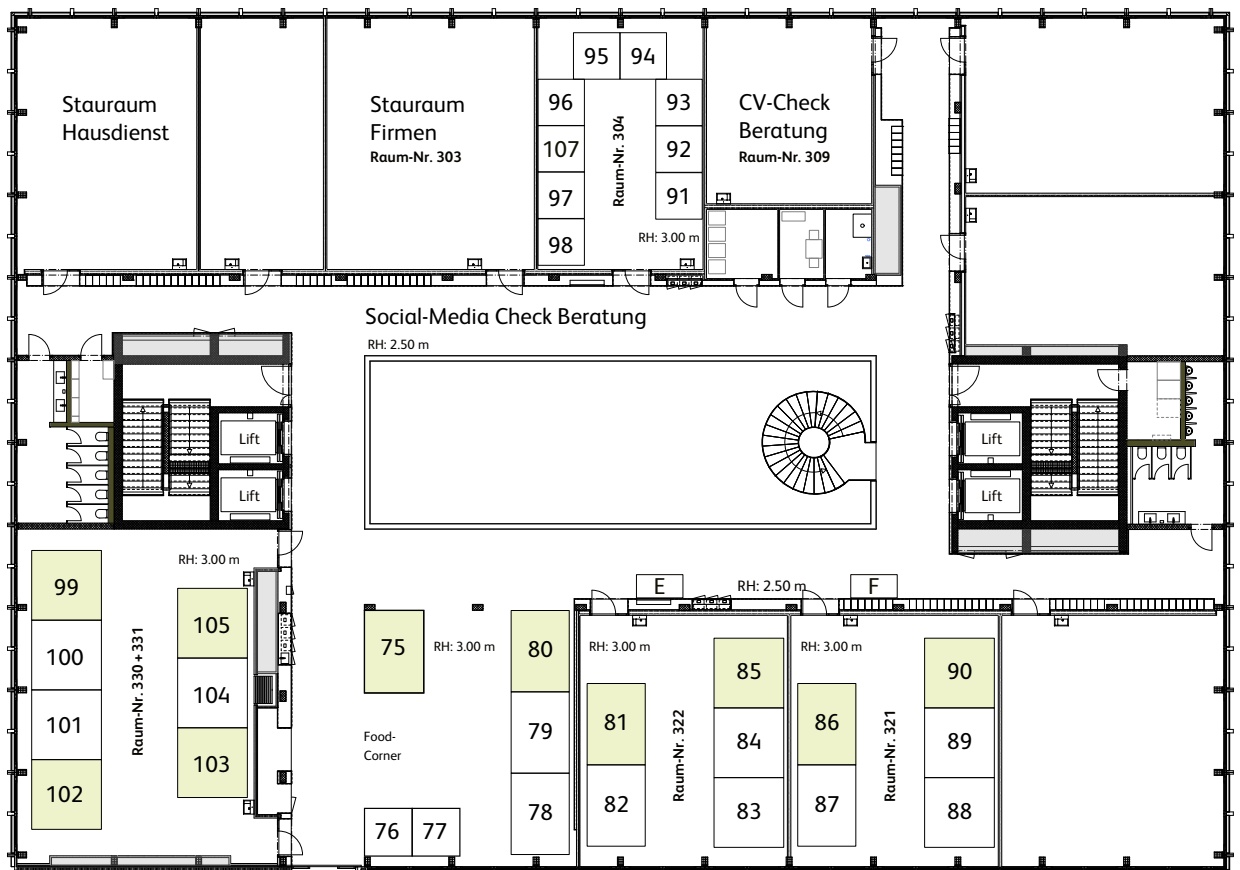 Stauraum
Hausdienst
Stauraum
Firmen
Raum-Nr. 303
95
94
96
93
107
92
97
91
98
Raum-Nr. 304
RH: 3.00 m
CV-Check
Beratung
Raum-Nr. 309
Social-Media Check Beratung
RH: 2.50 m
Lift
Lift
Lift
Lift
RH: 3.00 m
99
100
101
102
Raum-Nr. 330 + 331
105
104
103
75
RH: 3.00 m
Food-
Corner
76
77
80
79
78
E
RH: 2.50 m
F
RH: 3.00 m
81
82
Raum-Nr. 322
85
84
83
RH: 3.00 m
86
87
Raum-Nr. 321
90
89
88